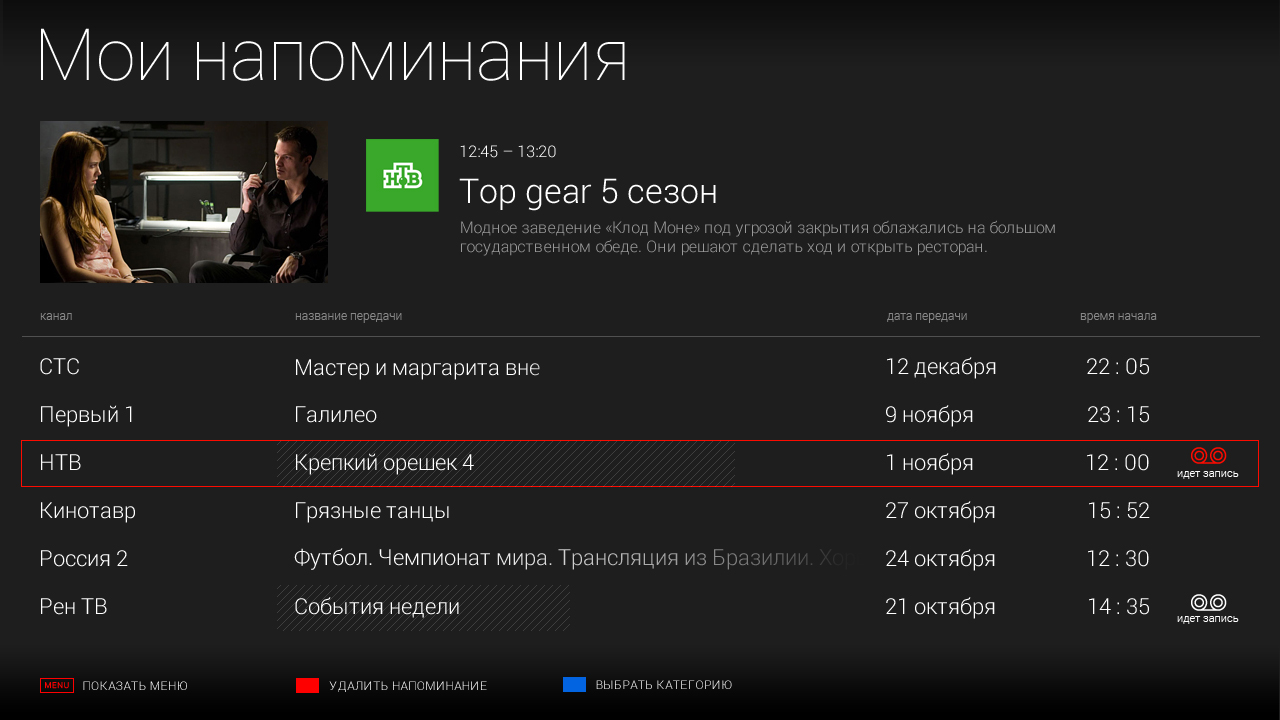 Мои напоминания
НТВ
12:45 – 13:20
Top gear 5 сезон
Модное заведение «Клод Моне» под угрозой закрытия облажались на большом
государственном обеде. Они решают сделать ход и открыть ресторан.
канал название передачи дата передачи время начала
СТС Мастер и маргарита вне 12 декабря 22 : 05
Первый 1 Галилео 9 ноября 23 : 15
НТВ Крепкий орешек 4 1 ноября 12 : 00 идет запись
Кинотавр Грязные танцы 27 октября 15 : 52
Россия 2 Футбол. Чемпионат мира. Трансляция из Бразилии. Хор 24 октября 12 : 30
Рен ТВ События недели 21 октября 14 : 35 идет запись
MENU ПОКАЗАТЬ МЕНЮ УДАЛИТЬ НАПОМИНАНИЕ ВЫБРАТЬ КАТЕГОРИЮ